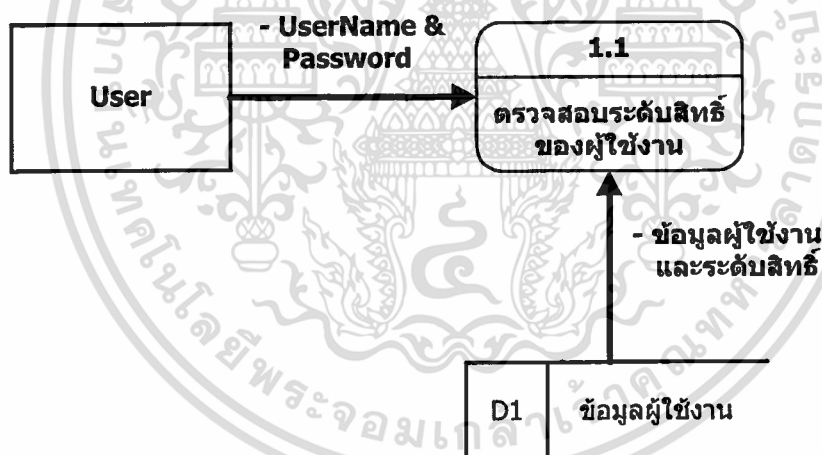 - UserName &
Password
User
1.1
ตรวจสอบระดับสิทธิ์
ของผู้ใช้งาน
- ข้อมูลผู้ใช้งาน
และระดับสิทธิ์
D1
ข้อมูลผู้ใช้งาน